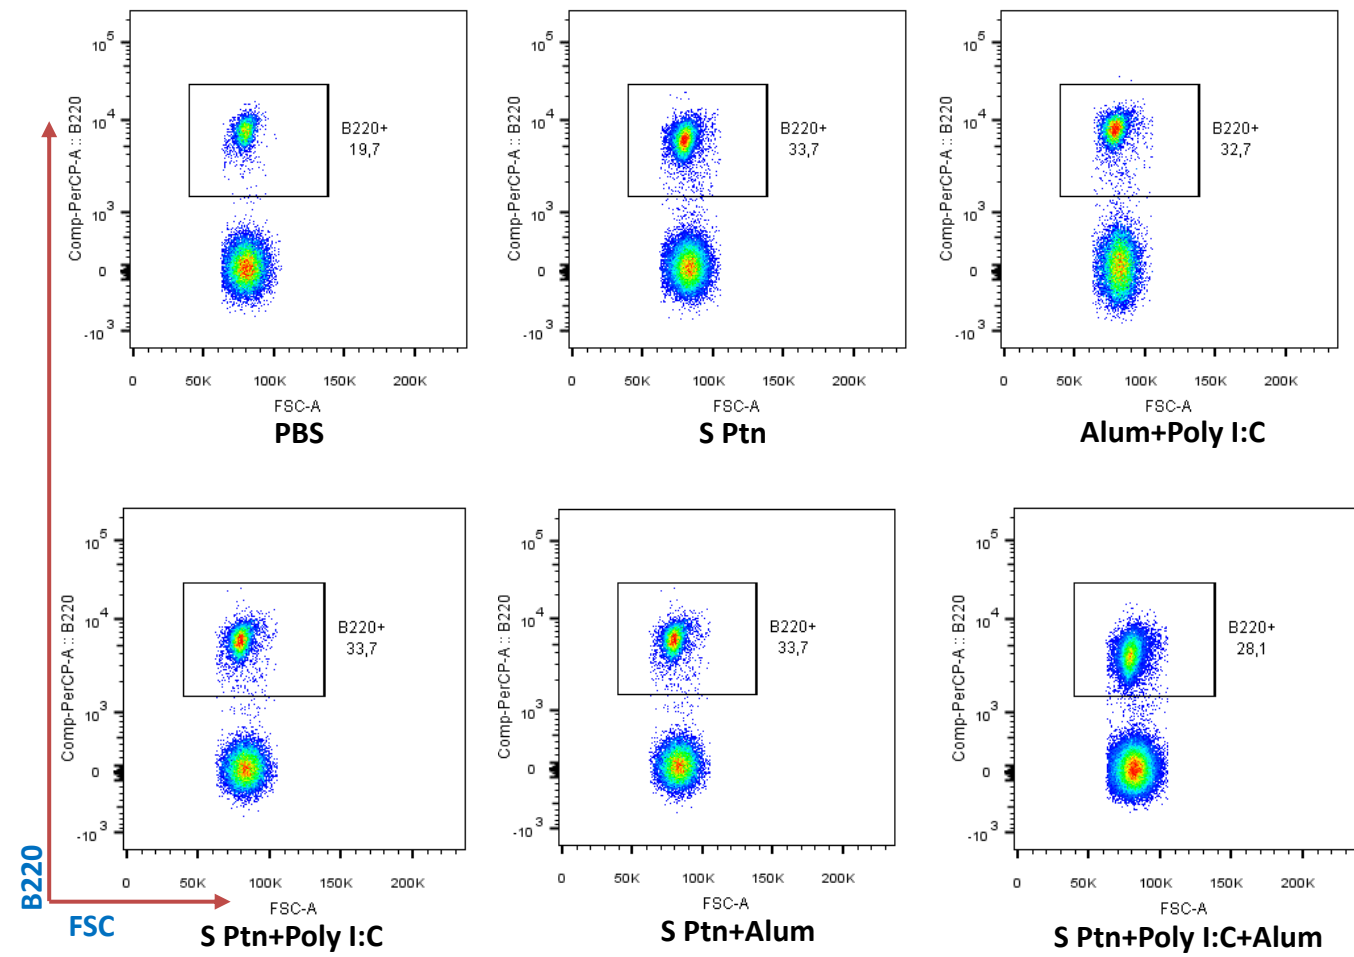 10^5
10^4
10^3
0
-10^3
Comp-PerCP-A :: B220
B220+
19,7
0 50K 100K 150K 200K
FSC-A
PBS
10^5
10^4
10^3
0
-10^3
Comp-PerCP-A :: B220
B220+
33,7
0 50K 100K 150K 200K
FSC-A
S Ptn
10^5
10^4
10^3
0
-10^3
Comp-PerCP-A :: B220
B220+
32,7
0 50K 100K 150K 200K
FSC-A
Alum+Poly I:C
10^5
10^4
10^3
0
-10^3
Comp-PerCP-A :: B220
B220+
33,7
0 50K 100K 150K 200K
FSC-A
S Ptn+Poly I:C
10^5
10^4
10^3
0
-10^3
Comp-PerCP-A :: B220
B220+
33,7
0 50K 100K 150K 200K
FSC-A
S Ptn+Alum
10^5
10^4
10^3
0
-10^3
Comp-PerCP-A :: B220
B220+
28,1
0 50K 100K 150K 200K
FSC-A
S Ptn+Poly I:C+Alum
B220
FSC